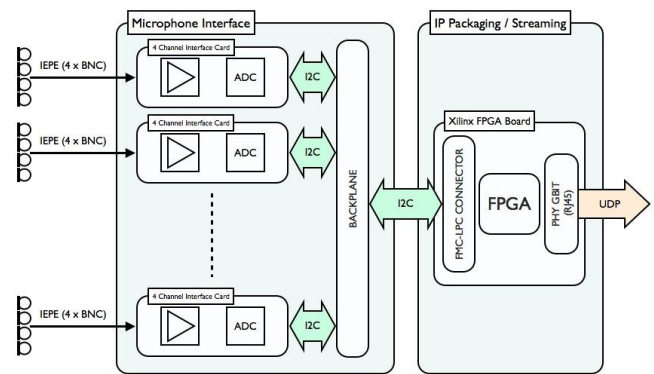 Microphone Interface
IP Packaging / Streaming
4 Channel Interface Card
IEPE (4 x BNC)
ADC
I2C
4 Channel Interface Card
IEPE (4 x BNC)
ADC
I2C
BACKPLANE
I2C
Xilinx FPGA Board
FMC-LPC CONNECTOR
FPGA
PHY GBIT
(RJ45)
UDP
4 Channel Interface Card
IEPE (4 x BNC)
ADC
I2C